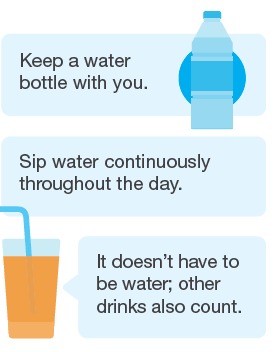 Keep a water
bottle with you.
Sip water continuously
throughout the day.
It doesn’t have to
be water; other
drinks also count.